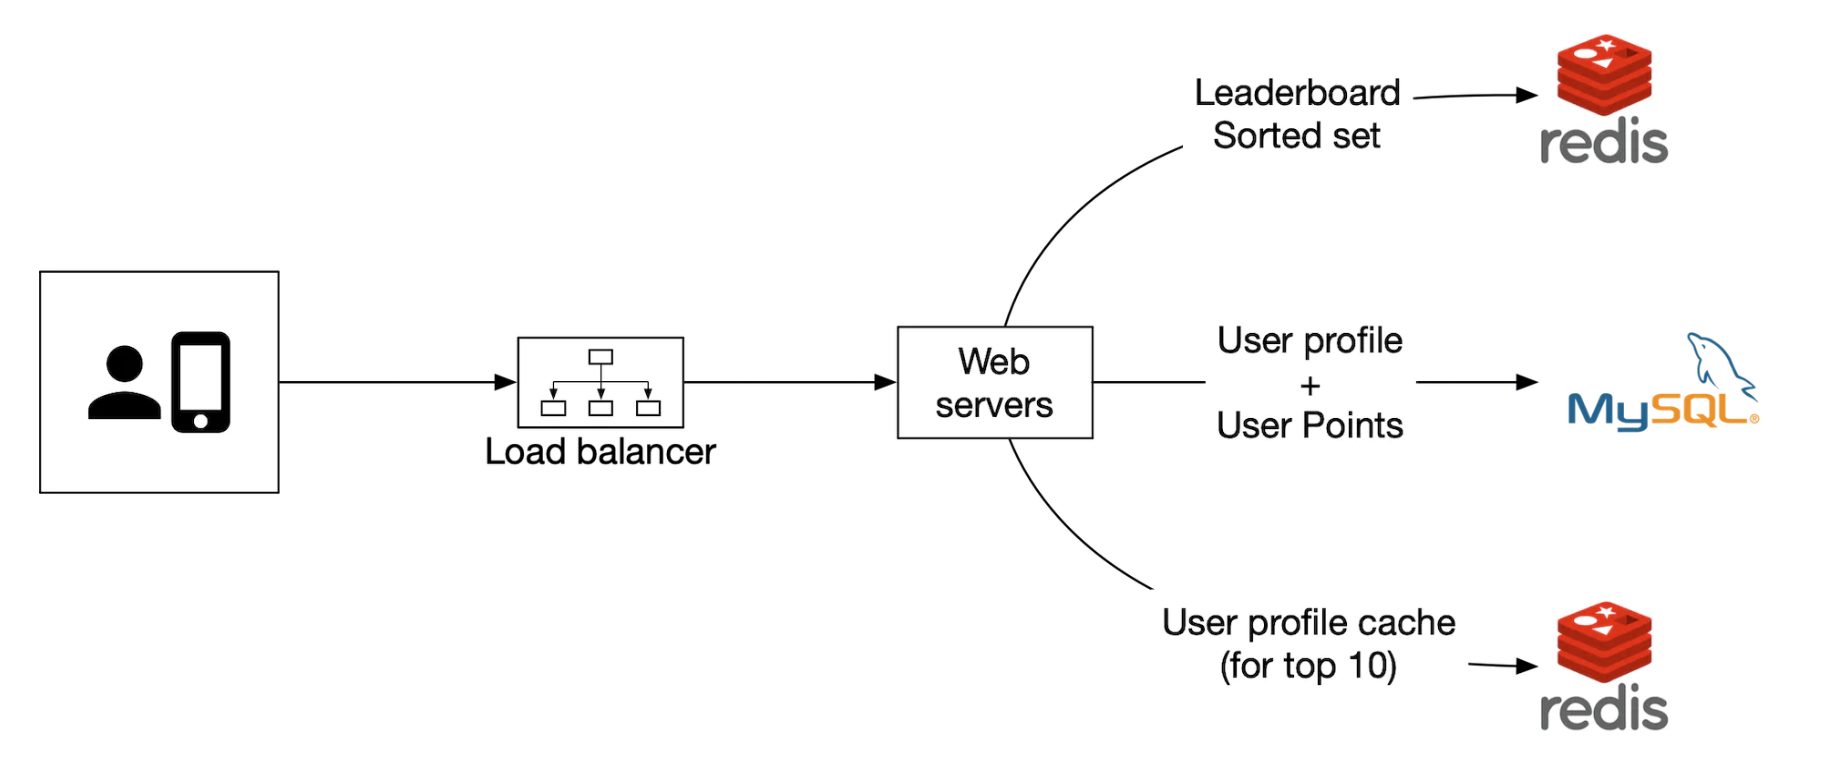 Leaderboard
Sorted set
redis
Load balancer
Web
servers
User profile
+
User Points
MySQL®
User profile cache
(for top 10)
redis